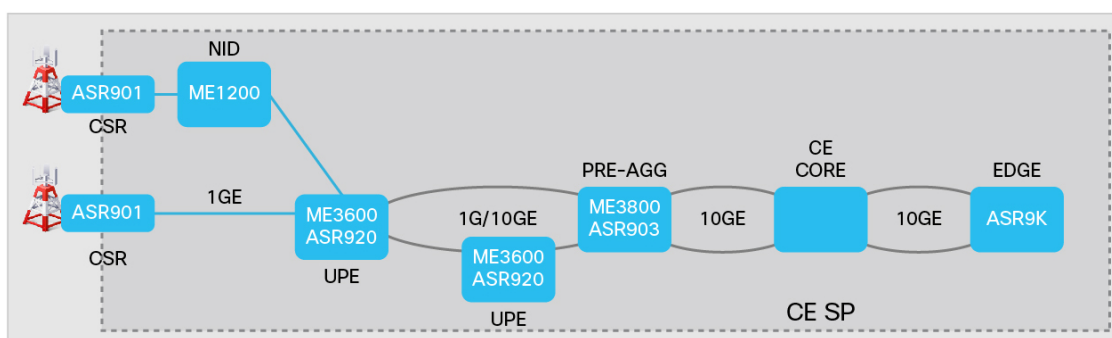 NID
ASR901
ME1200
CSR
1GE
ASR901
CSR
ME3600
ASR920
UPE
1G/10GE
ME3600
ASR920
UPE
PRE-AGG
ME3800
ASR903
10GE
CE
CORE
10GE
EDGE
ASR9K
CE SP